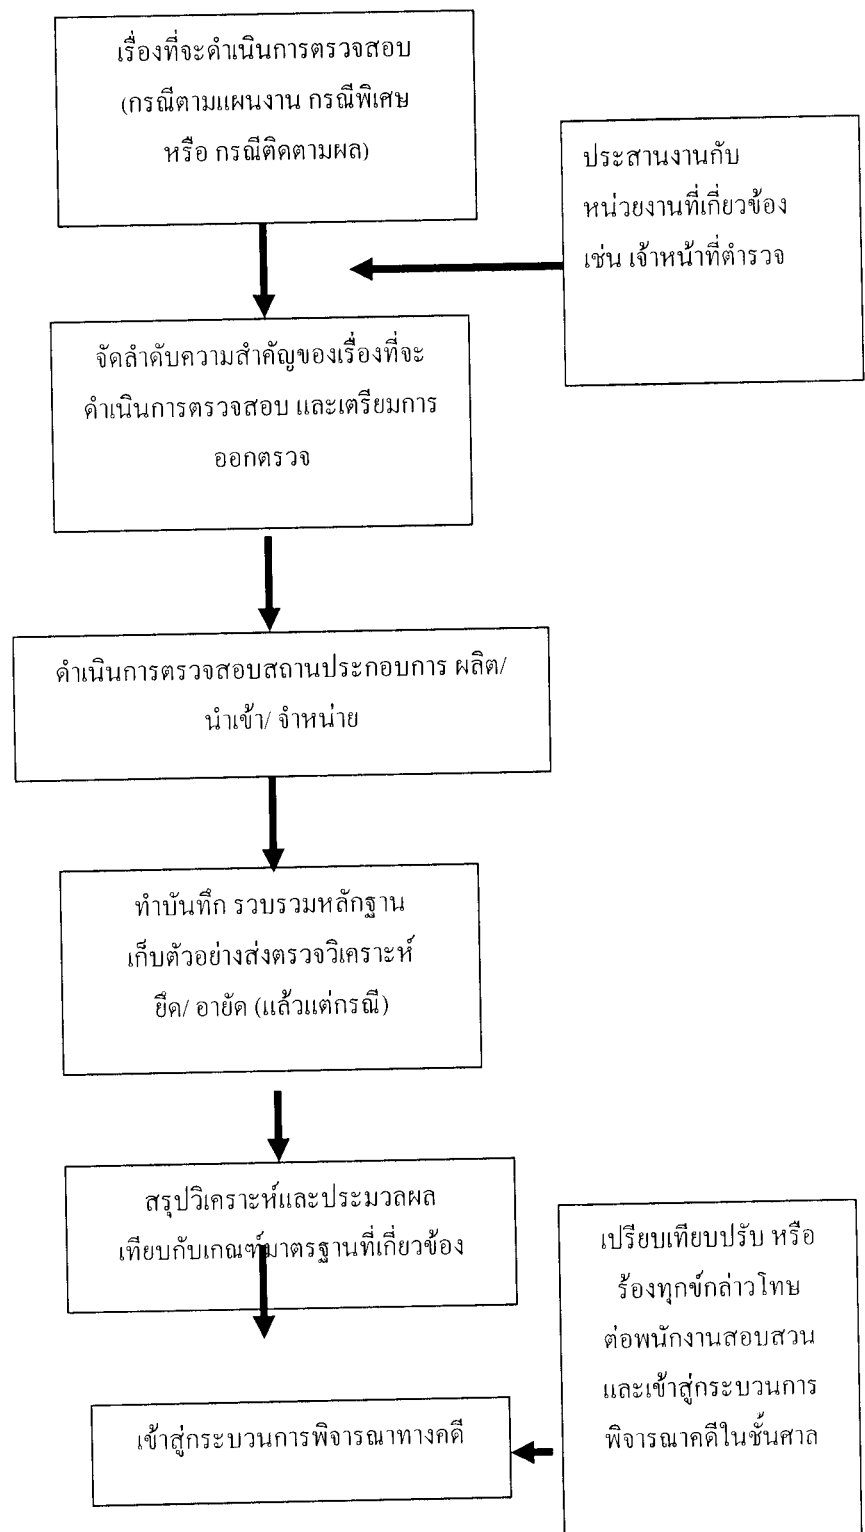 เรื่องที่จะดำเนินการตรวจสอบ
(กรณีตามแผนงาน กรณีพิเศษ
หรือ กรณีติดตามผล)
ประสานงานกับ
หน่วยงานที่เกี่ยวข้อง
เช่น เจ้าหน้าที่ตำรวจ
จัดลำดับความสำคัญของเรื่องที่จะ
ดำเนินการตรวจสอบ และเตรียมการ
ออกตรวจ
ดำเนินการตรวจสอบสถานประกอบการ ผลิต/
นำเข้า/ จำหน่าย
ทำบันทึก รวบรวมหลักฐาน
เก็บตัวอย่างส่งตรวจวิเคราะห์
ยึด/ อายัด (แล้วแต่กรณี)
สรุปวิเคราะห์และประมวลผล
เทียบกับเกณฑ์มาตรฐานที่เกี่ยวข้อง
เปรียบเทียบปรับ หรือ
ร้องทุกข์กล่าวโทษ
ต่อพนักงานสอบสวน
และเข้าสู่กระบวนการ
พิจารณาคดีในชั้นศาล
เข้าสู่กระบวนการพิจารณาทางคดี